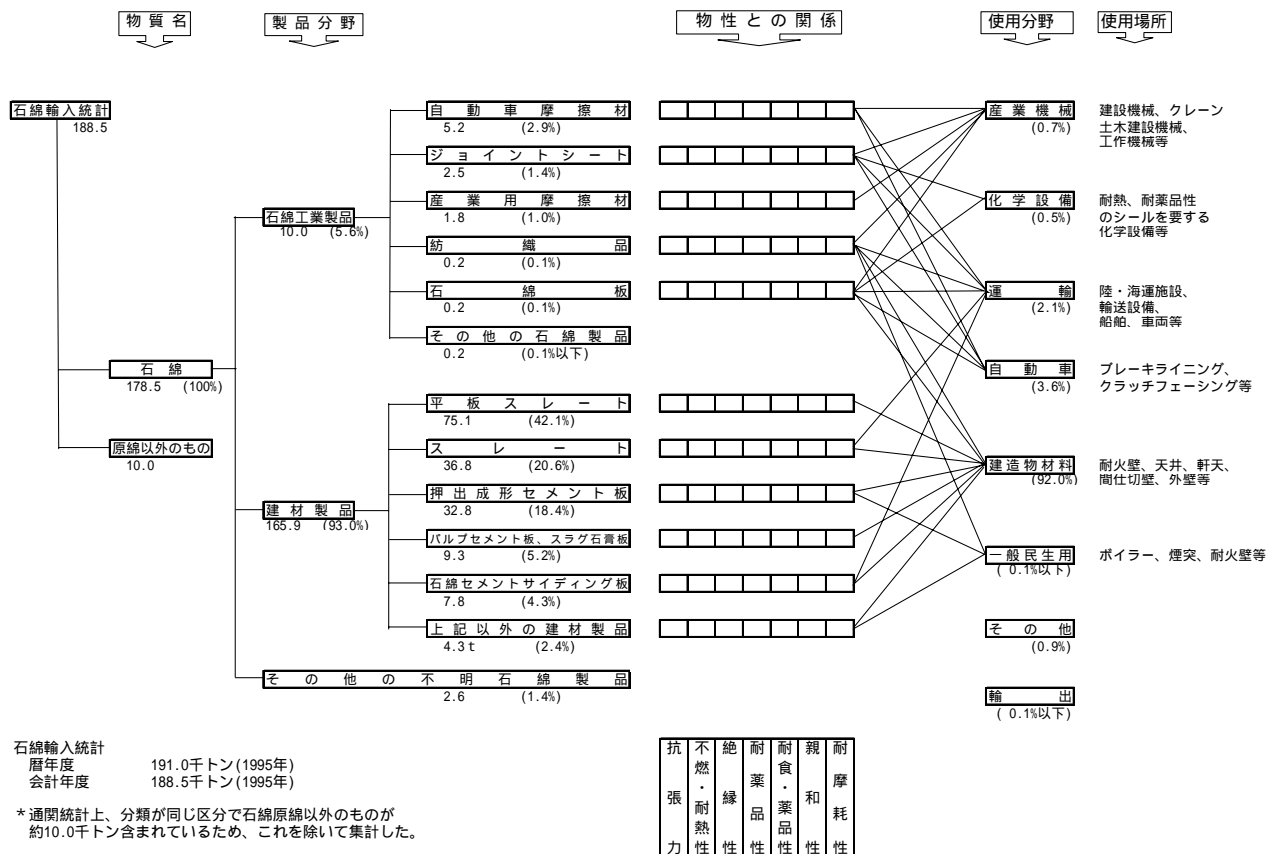 物質名
製品分野
物性との関係
使用分野
使用場所
石綿輸入統計
188.5
石綿
178.5 (100%)
原綿以外のもの
10.0
石綿工業製品
10.0 (5.6%)
建材製品
165.9 (93.0%)
自動車摩擦材
5.2 (2.9%)
ジョイントシート
2.5 (1.4%)
産業用摩擦材
1.8 (1.0%)
紡織品
0.2 (0.1%)
石綿板
0.2 (0.1%)
その他の石綿製品
0.2 (0.1%以下)
平板スレート
75.1 (42.1%)
スレート
36.8 (20.6%)
押出成形セメント板
32.8 (18.4%)
パルプセメント板、スラグ石膏板
9.3 (5.2%)
石綿セメントサイディング板
7.8 (4.3%)
上記以外の建材製品
4.3t (2.4%)
その他の不明石綿製品
2.6 (1.4%)
産業機械
(0.7%)
建設機械、クレーン
土木建設機械、
工作機械等
化学設備
(0.5%)
耐熱、耐薬品性
のシールを要する
化学設備等
運輸
(2.1%)
陸・海運施設、
輸送設備、
船舶、車両等
自動車
(3.6%)
ブレーキライニング、
クラッチフェーシング等
建造物材料
(92.0%)
耐火壁、天井、軒天、
間仕切壁、外壁等
一般民生用
( 0.1%以下)
ボイラー、煙突、耐火壁等
その他
(0.9%)
輸出
( 0.1%以下)
抗張力
不燃・耐熱性
絶縁性
耐薬品性
耐食・薬品性
親和性
耐摩耗性
石綿輸入統計
暦年度 191.0千トン(1995年)
会計年度 188.5千トン(1995年)
*通関統計上、分類が同じ区分で石綿原綿以外のものが
約10.0千トン含まれているため、これを除いて集計した。